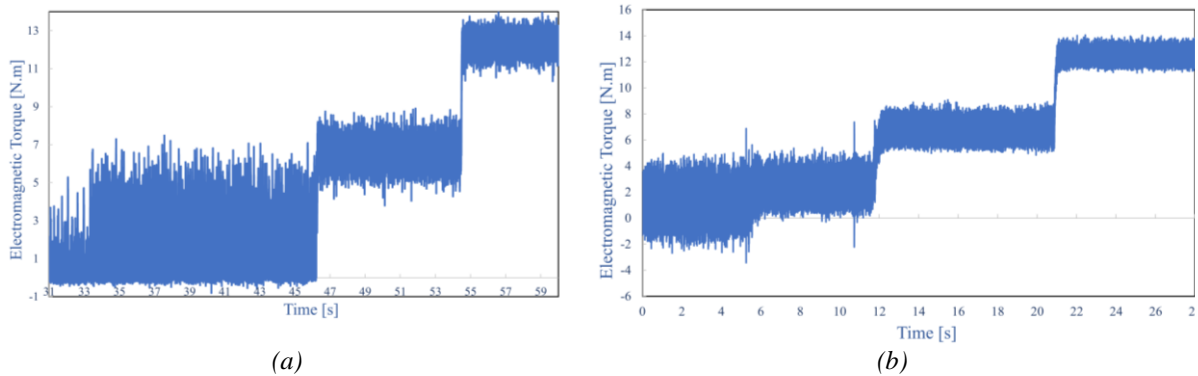 Electromagnetic Torque [N.m]
13
11
9
7
5
3
1
-1
31 33 35 37 39 41 43 45 47 49 51 53 55 57 59
Time [s]
(a)
Electromagnetic Torque [N.m]
16
14
12
10
8
6
4
2
0
-2
-4
-6
0 2 4 6 8 10 12 14 16 18 20 22 24 26 28
Time [s]
(b)